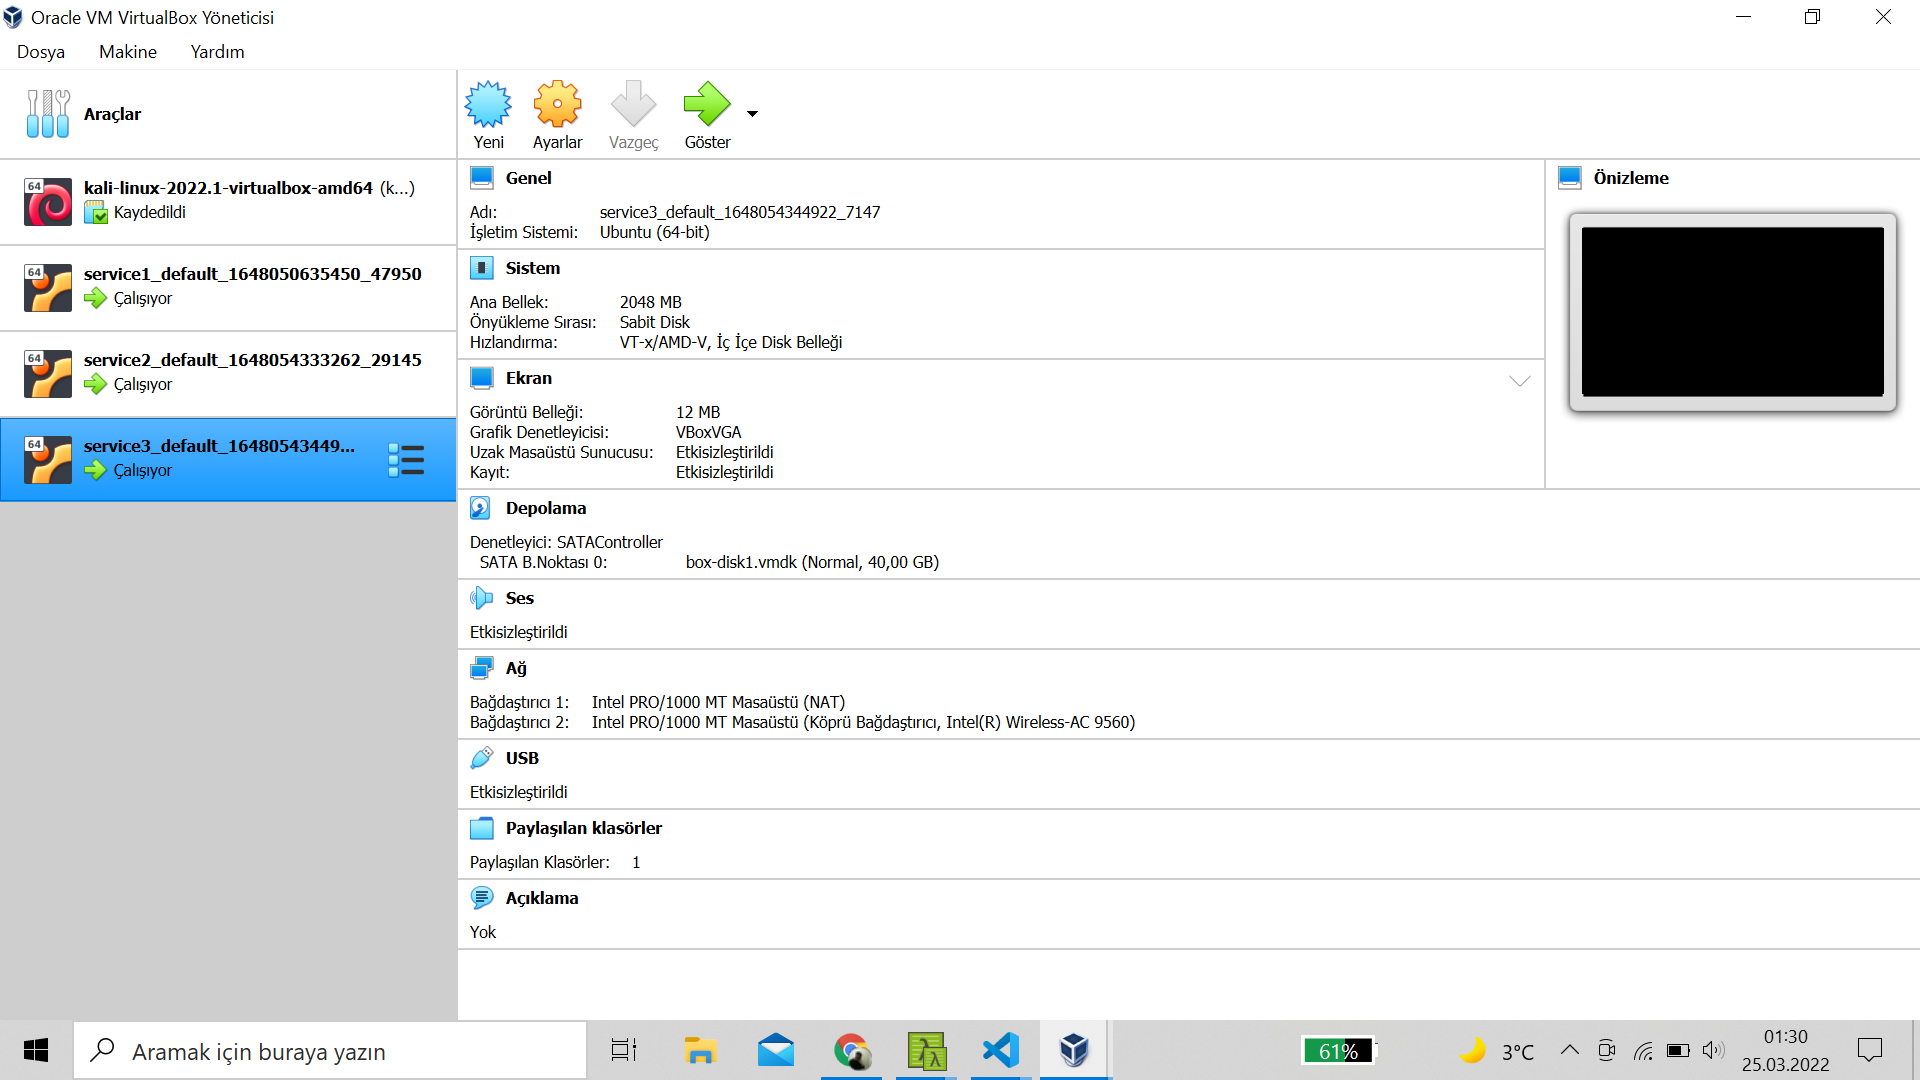 Oracle VM VirtualBox Yöneticisi
Dosya Makine Yardım
Araçlar
Yeni Ayarlar Vazgeç Göster
64 kali-linux-2022.1-virtualbox-amd64 (k...)
Kaydedildi
64 service1_default_1648050635450_47950
Çalışıyor
64 service2_default_1648054333262_29145
Çalışıyor
64 service3_default_16480543449...
Çalışıyor
Genel
Adı: service3_default_1648054344922_7147
İşletim Sistemi: Ubuntu (64-bit)
Önizleme
Sistem
Ana Bellek: 2048 MB
Önyükleme Sırası: Sabit Disk
Hızlandırma: VT-x/AMD-V, İç İçe Disk Belleği
Ekran
Görüntü Belleği: 12 MB
Grafik Denetleyicisi: VBoxVGA
Uzak Masaüstü Sunucusu: Etkisizleştirildi
Kayıt: Etkisizleştirildi
Depolama
Denetleyici: SATAController
SATA B.Noktası 0: box-disk1.vmdk (Normal, 40,00 GB)
Ses
Etkisizleştirildi
Ağ
Bağdaştırıcı 1: Intel PRO/1000 MT Masaüstü (NAT)
Bağdaştırıcı 2: Intel PRO/1000 MT Masaüstü (Köprü Bağdaştırıcı, Intel(R) Wireless-AC 9560)
USB
Etkisizleştirildi
Paylaşılan klasörler
Paylaşılan Klasörler: 1
Açıklama
Yok
Aramak için buraya yazın
61%
3°C
01:30
25.03.2022